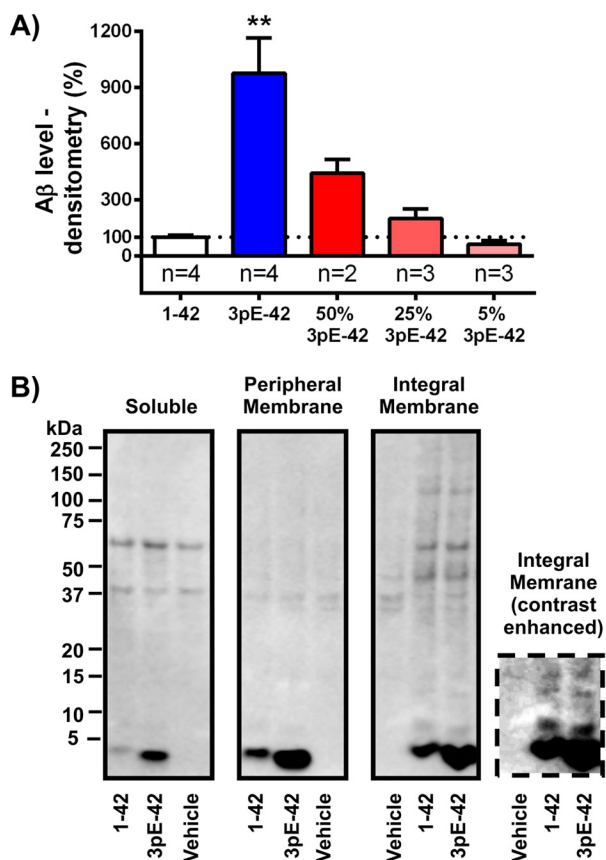 A)
Aβ level -
densitometry (%)
1200
900
600
300
100
0
**
n=4 n=4 n=2 n=3 n=3
1-42 3pE-42 50% 25% 5%
3pE-42 3pE-42 3pE-42
B)
Soluble
Peripheral
Membrane
Integral
Membrane
kDa
250
150
100
75
50
37
20
15
10
5
Integral
Memrane
(contrast
enhanced)
1-42 3pE-42 Vehicle
1-42 3pE-42 Vehicle
Vehicle 1-42 3pE-42
Vehicle 1-42 3pE-42